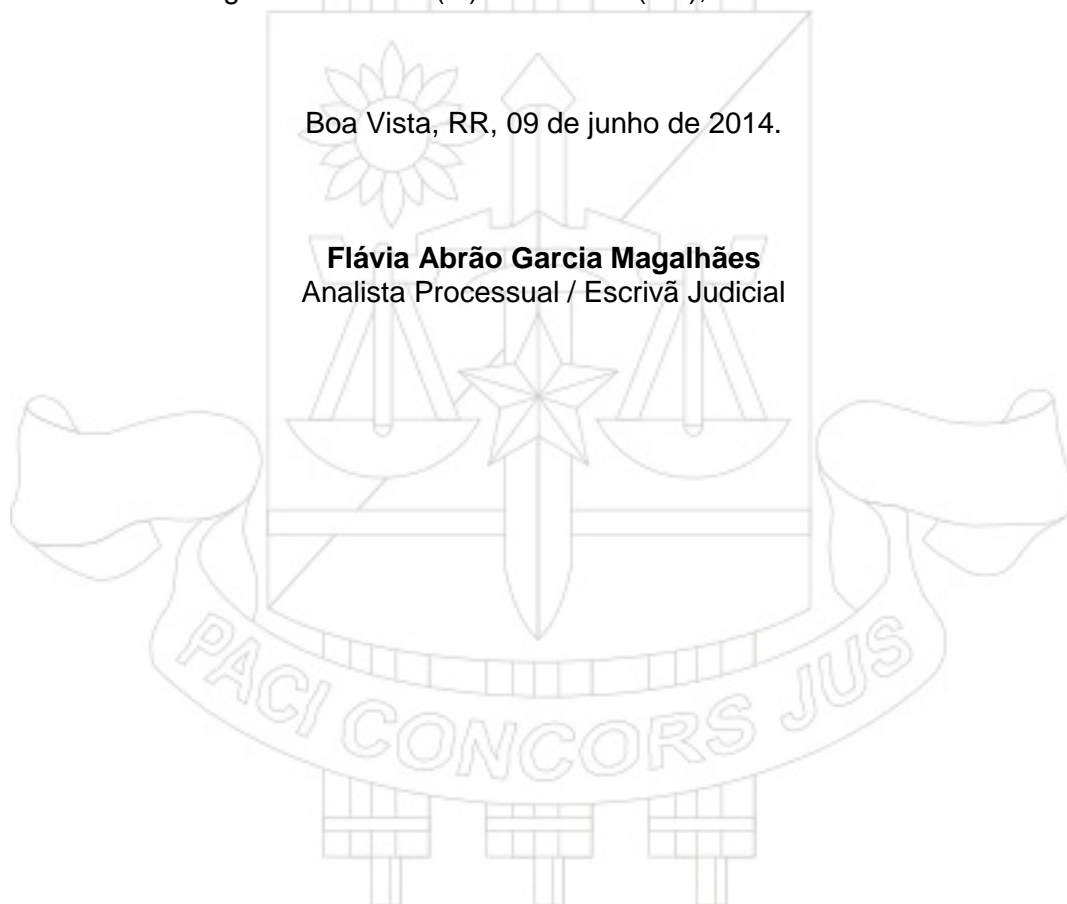 Boa Vista, RR, 09 de junho de 2014.
Flávia Abrão Garcia Magalhães
Analista Processual / Escrivã Judicial
PACI CONCORS JUS